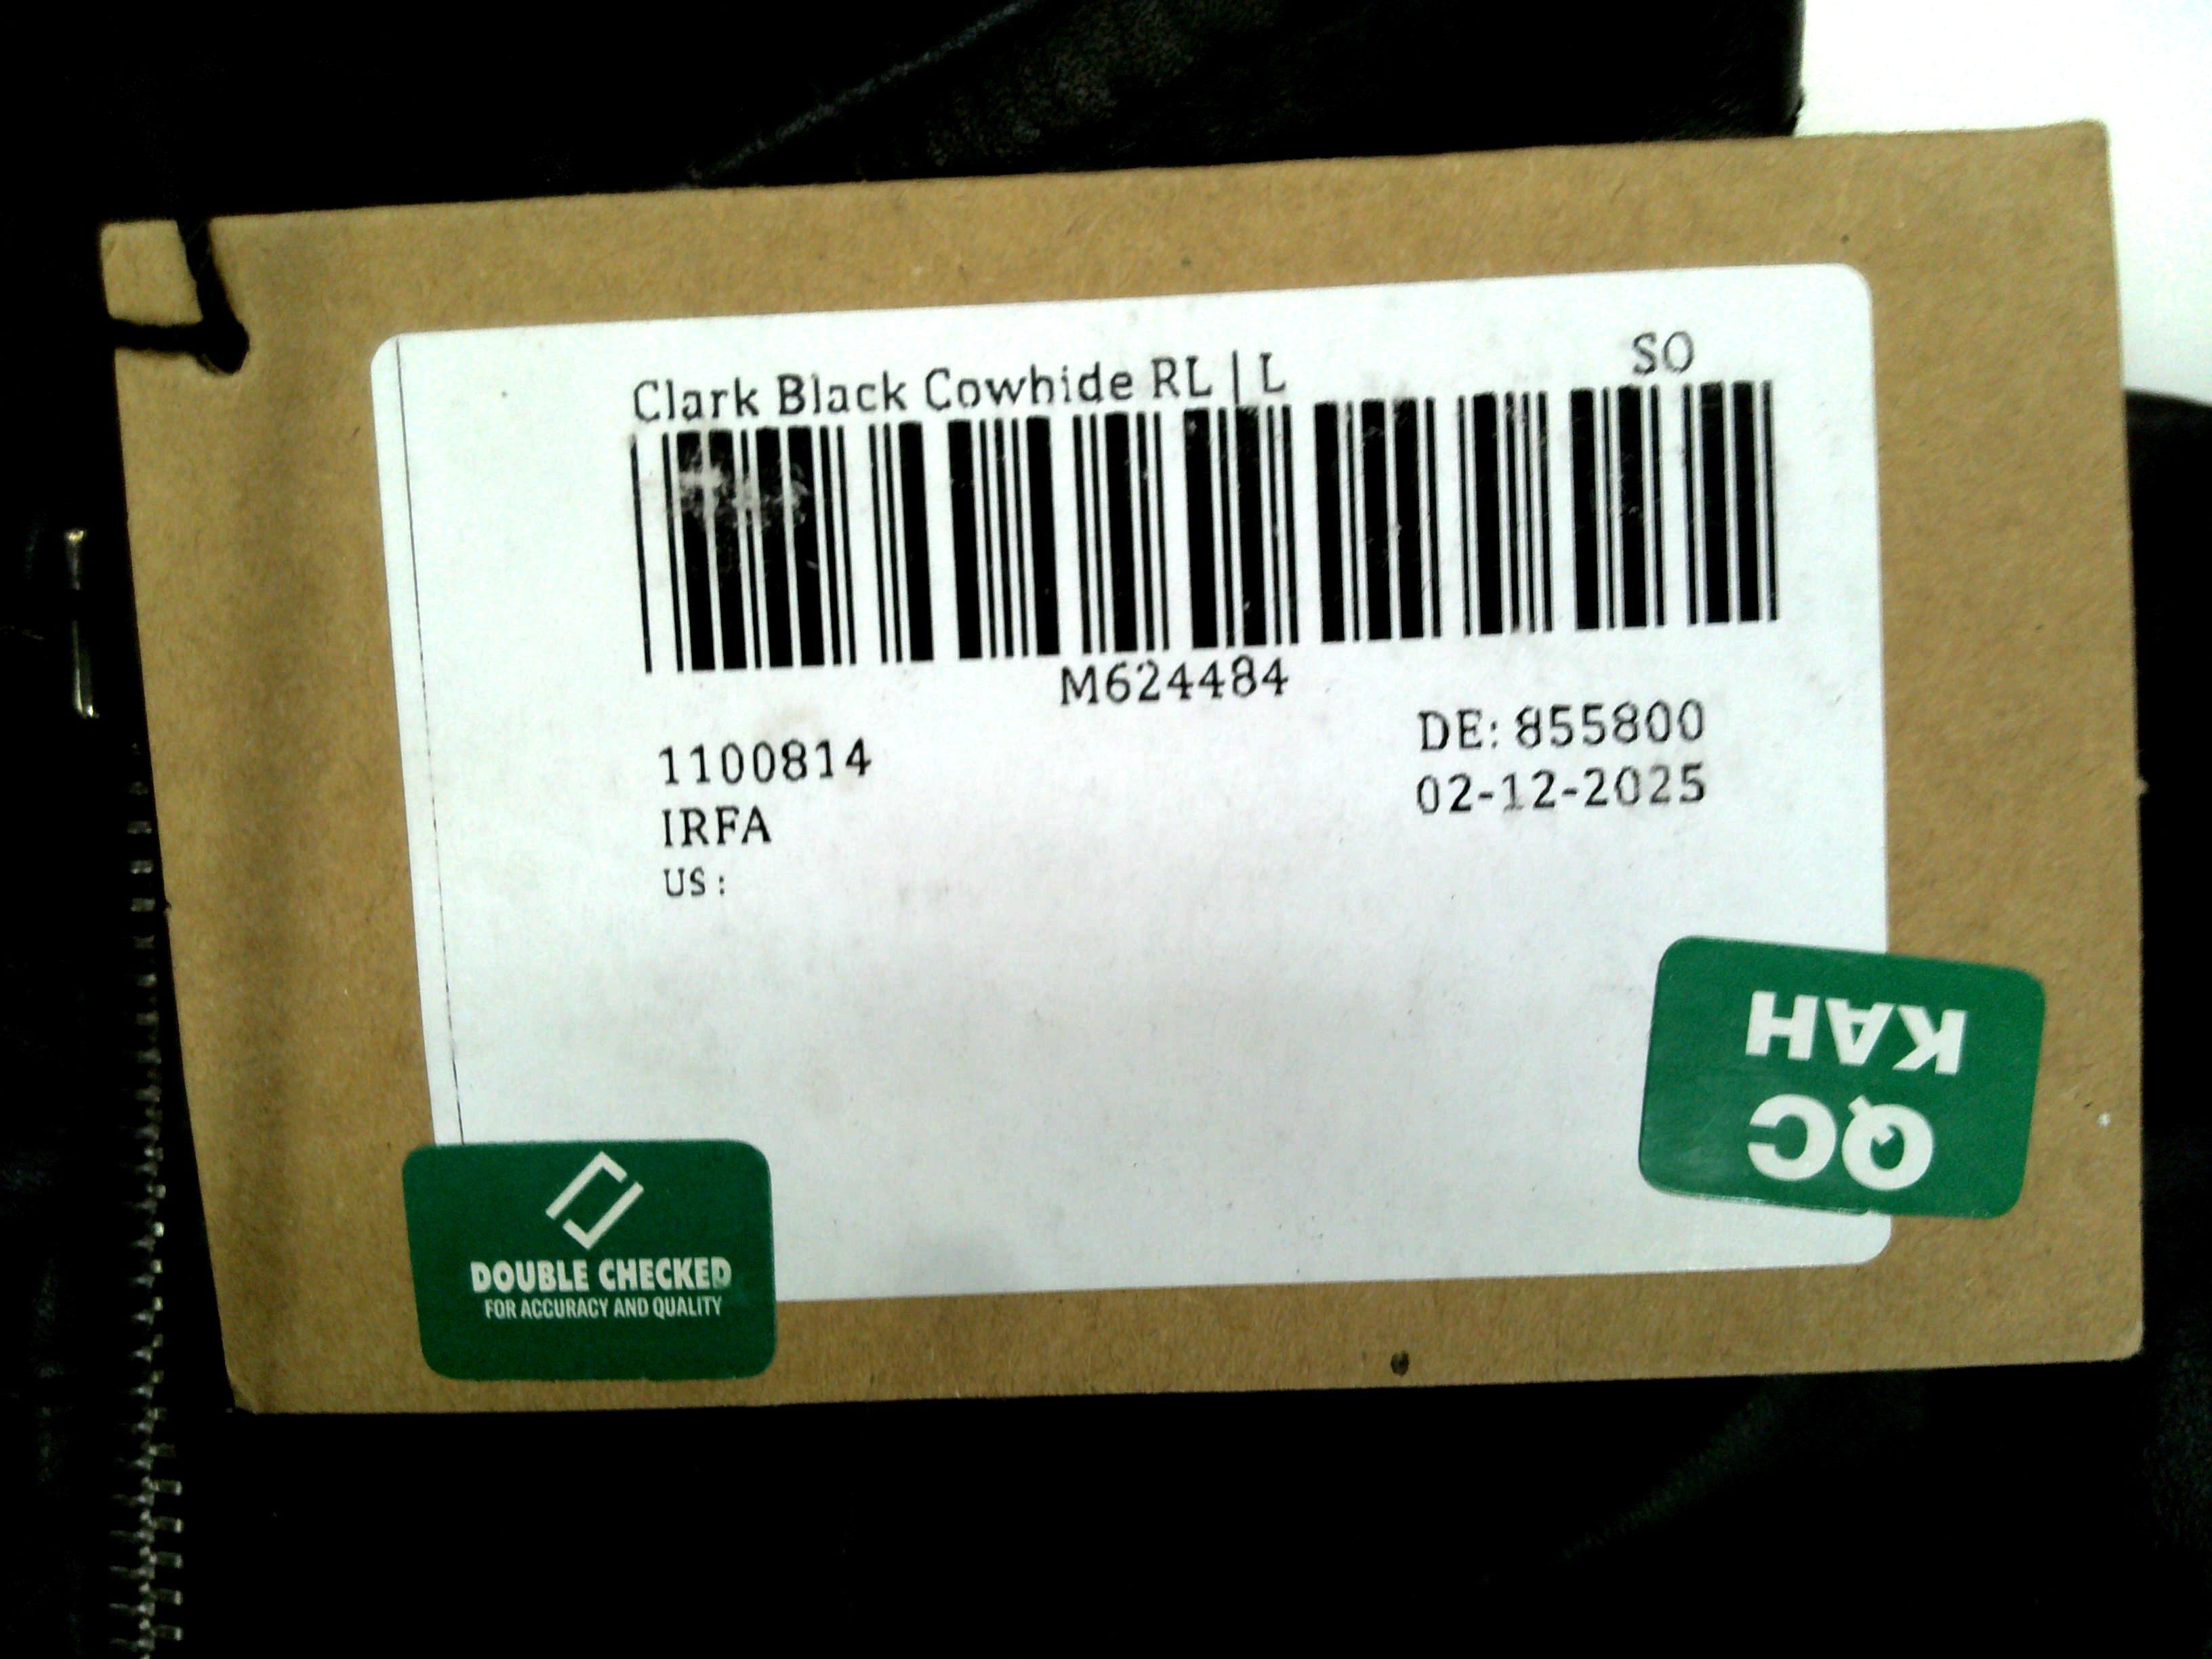 Clark Black Cowhide RL | L
SO
M624484
1100814
DE: 855800
IRFA
02-12-2025
US :
QC
KAH
DOUBLE CHECKED
FOR ACCURACY AND QUALITY